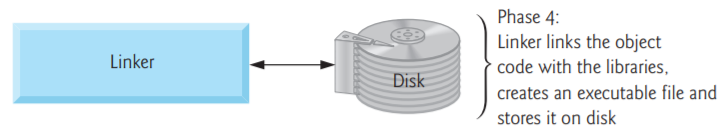 Linker
Disk
Phase 4:
Linker links the object
code with the libraries,
creates an executable file and
stores it on disk